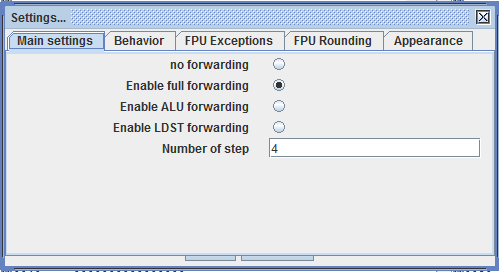 Settings...
Main settings Behavior FPU Exceptions FPU Rounding Appearance
no forwarding
Enable full forwarding
Enable ALU forwarding
Enable LDST forwarding
Number of step 4